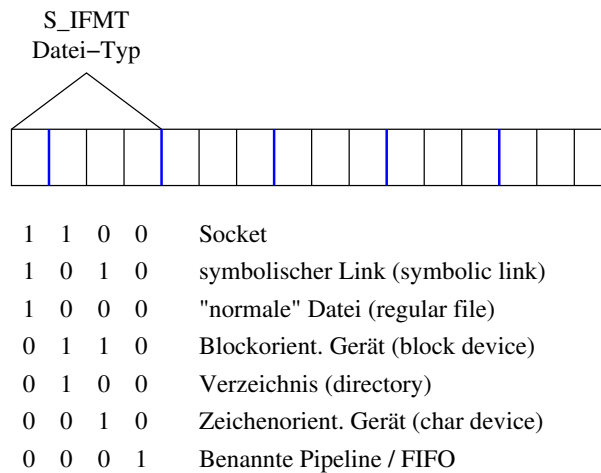 S_IFMT
Datei−Typ
1 1 0 0 Socket
1 0 1 0 symbolischer Link (symbolic link)
1 0 0 0 "normale" Datei (regular file)
0 1 1 0 Blockorient. Gerät (block device)
0 1 0 0 Verzeichnis (directory)
0 0 1 0 Zeichenorient. Gerät (char device)
0 0 0 1 Benannte Pipeline / FIFO